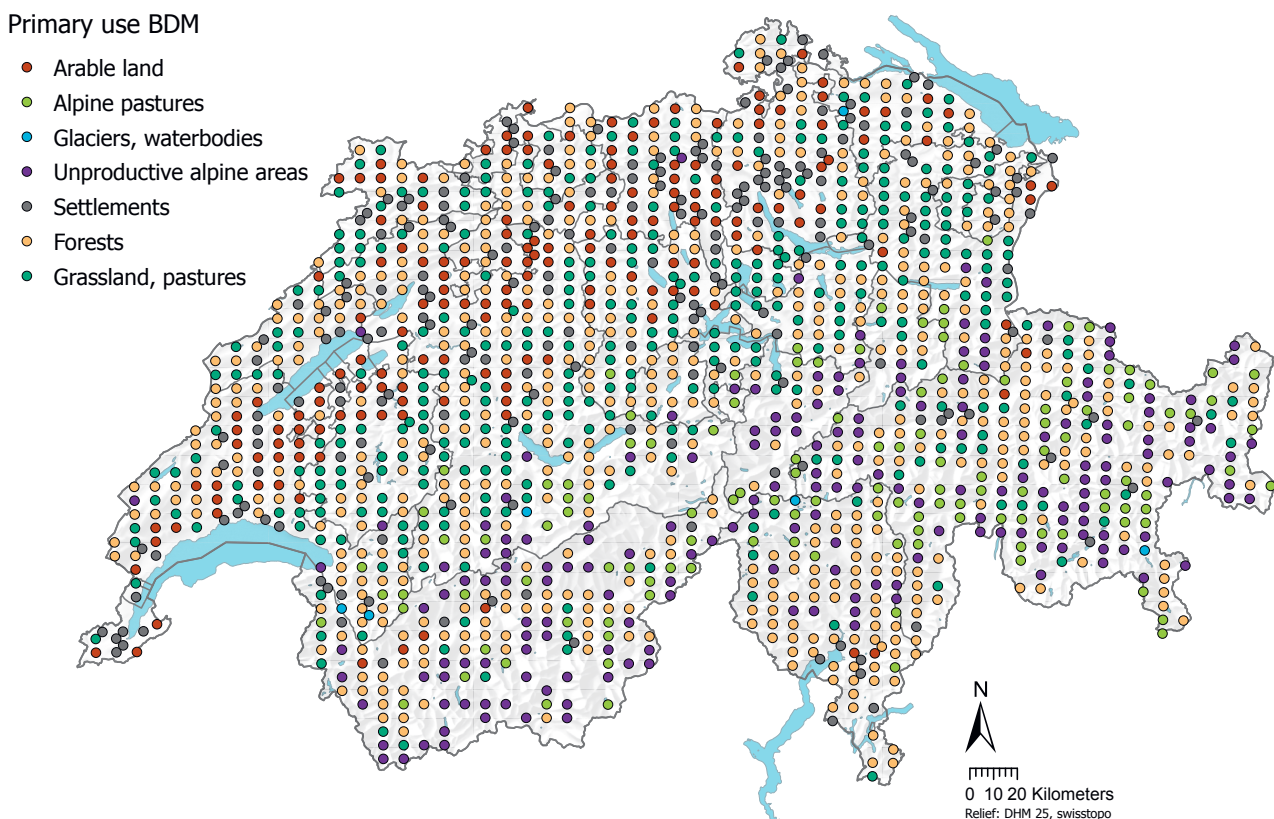 Primary use BDM
Arable land
Alpine pastures
Glaciers, waterbodies
Unproductive alpine areas
Settlements
Forests
Grassland, pastures
N
0 10 20 Kilometers
Relief: DHM 25, swisstopo